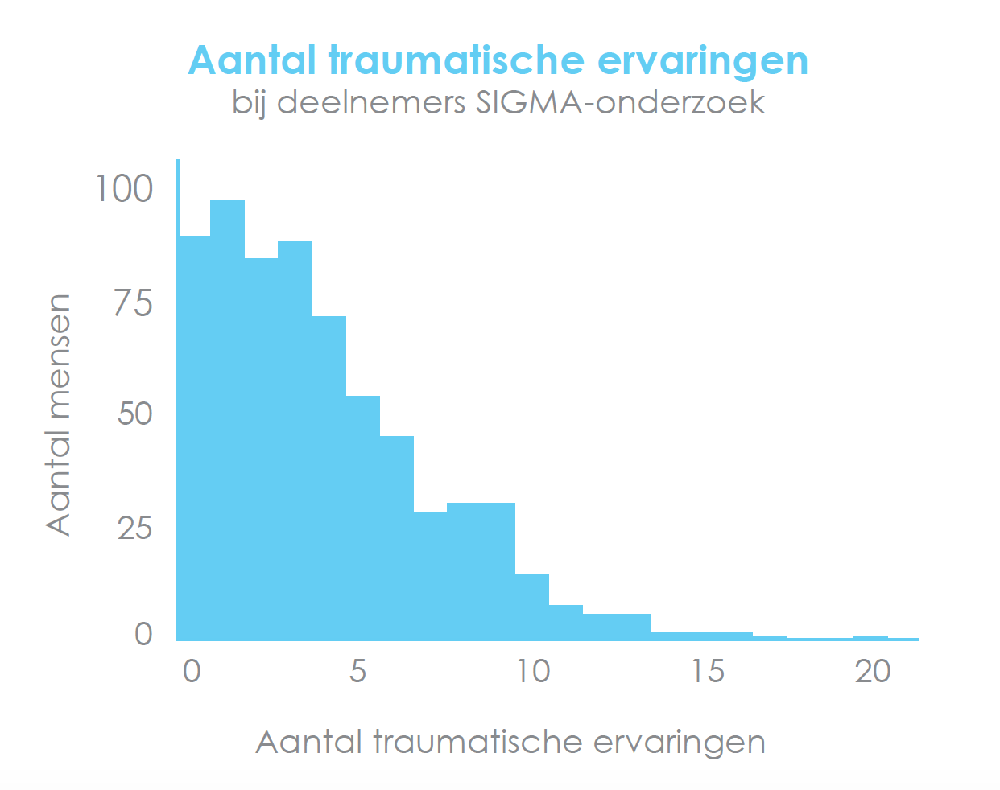 Aantal traumatische ervaringen
bij deelnemers SIGMA-onderzoek
100
75
50
25
0
Aantal mensen
0 5 10 15 20
Aantal traumatische ervaringen